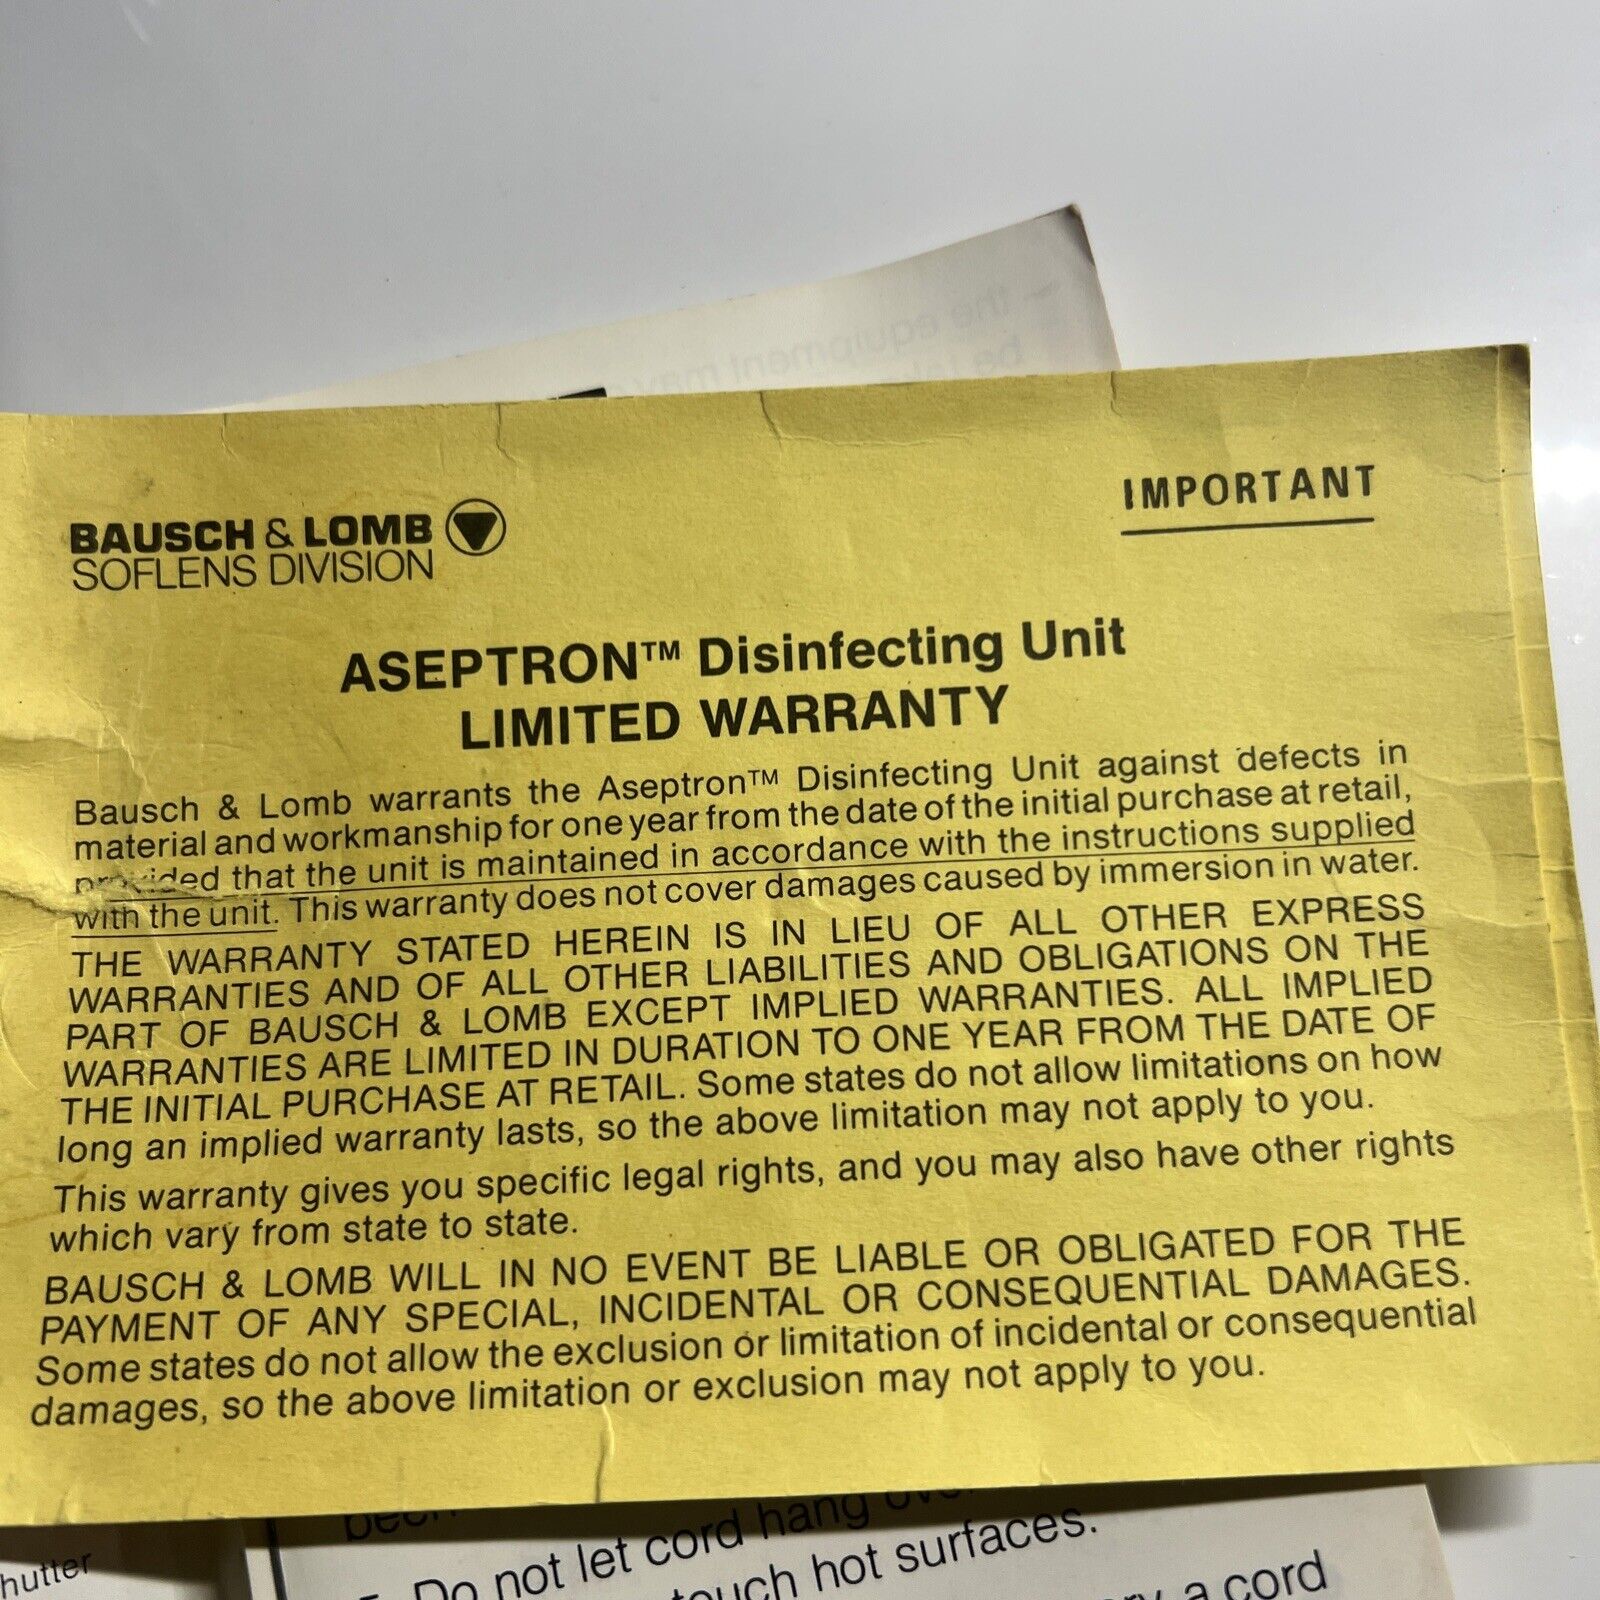 the equipment may
BAUSCH & LOMB
SOFLENS DIVISION
IMPORTANT
ASEPTRON™ Disinfecting Unit
LIMITED WARRANTY
Bausch & Lomb warrants the Aseptron™ Disinfecting Unit against defects in
material and workmanship for one year from the date of the initial purchase at retail,
provided that the unit is maintained in accordance with the instructions supplied
with the unit. This warranty does not cover damages caused by immersion in water.
THE WARRANTY STATED HEREIN IS IN LIEU OF ALL OTHER EXPRESS
WARRANTIES AND OF ALL OTHER LIABILITIES AND OBLIGATIONS ON THE
PART OF BAUSCH & LOMB EXCEPT IMPLIED WARRANTIES. ALL IMPLIED
WARRANTIES ARE LIMITED IN DURATION TO ONE YEAR FROM THE DATE OF
THE INITIAL PURCHASE AT RETAIL. Some states do not allow limitations on how
long an implied warranty lasts, so the above limitation may not apply to you.
This warranty gives you specific legal rights, and you may also have other rights
which vary from state to state.
BAUSCH & LOMB WILL IN NO EVENT BE LIABLE OR OBLIGATED FOR THE
PAYMENT OF ANY SPECIAL, INCIDENTAL OR CONSEQUENTIAL DAMAGES.
Some states do not allow the exclusion or limitation of incidental or consequential
damages, so the above limitation or exclusion may not apply to you.
Do not let cord hang
touch hot surfaces.
a cord
hutter